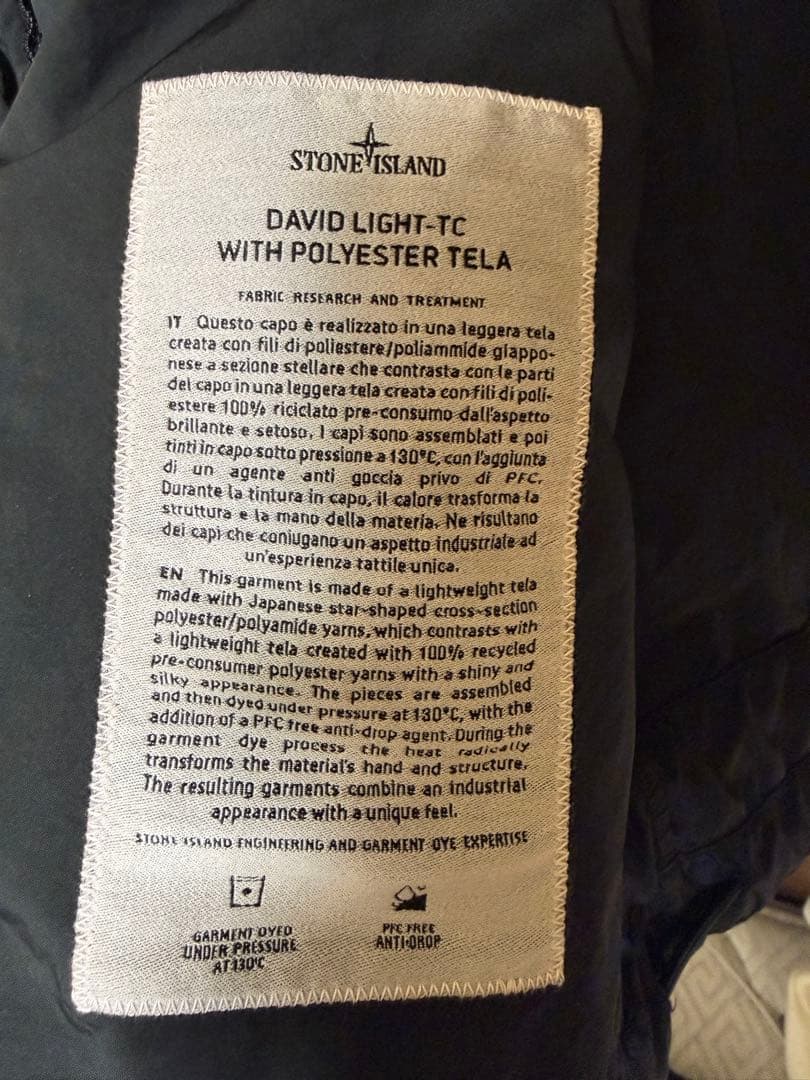 STONE ISLAND
DAVID LIGHT-TC
WITH POLYESTER TELA
FABRIC RESEARCH AND TREATMENT
IT Questo capo è realizzato in una leggera tela
creata con fili di poliestere/poliammide giappo-
nese a sezione stellare che contrasta con le parti
del capo in una leggera tela creata con fili di poli-
estere 100% riciclato pre-consumo dall'aspetto
brillante e setoso. I capi sono assemblati e poi
tinti in capo sotto pressione a 130°C, con l'aggiunta
di un agente anti goccia privo di PFC.
Durante la tintura in capo, il calore trasforma la
struttura e la mano della materia. Ne risultano
dei capi che coniugano un aspetto industriale ad
un'esperienza tattile unica.
EN This garment is made of a lightweight tela
made with Japanese star-shaped cross-section
polyester/polyamide yarns, which contrasts with
a lightweight tela created with 100% recycled
pre-consumer polyester yarns with a shiny and
silky appearance. The pieces are assembled
and then dyed under pressure at 130°C, with the
addition of a PFC free anti-drop agent. During the
garment dye process the heat radically
transforms the material's hand and structure.
The resulting garments combine an industrial
appearance with a unique feel.
STONE ISLAND ENGINEERING AND GARMENT DYE EXPERTISE
GARMENT DYED
UNDER PRESSURE
AT 130°C
PFC FREE
ANTI-DROP